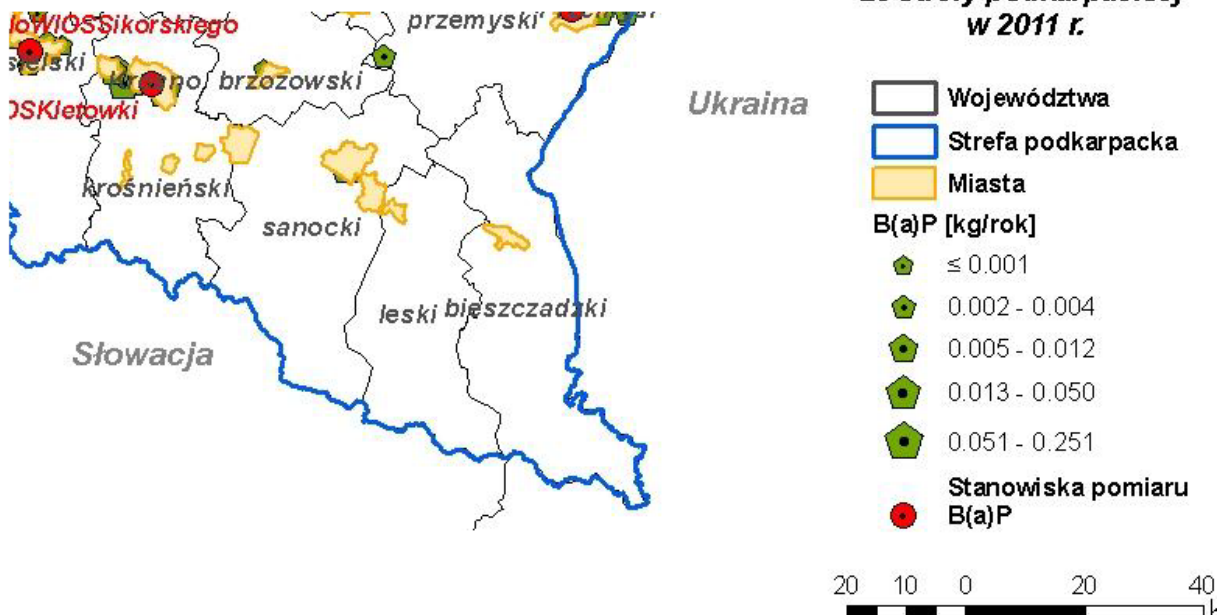 w 2011 r.
przemyski
brzozowski
krośnieński
sanocki
leski
bieszczadzki
Ukraina
Słowacja
Województwa
Strefa podkarpacka
Miasta
B(a)P [kg/rok]
≤ 0.001
0.002 - 0.004
0.005 - 0.012
0.013 - 0.050
0.051 - 0.251
Stanowiska pomiaru
B(a)P
20 10 0 20 40